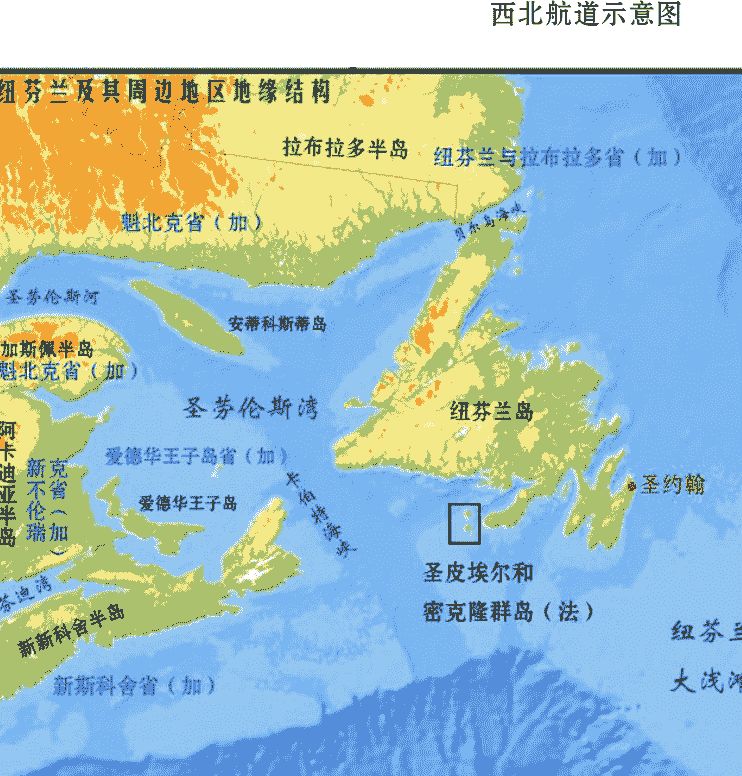 西北航道示意图
纽芬兰及其周边地区地缘结构
拉布拉多半岛
纽芬兰与拉布拉多省（加）
魁北克省（加）
贝尔岛海峡
圣劳伦斯河
安蒂科斯蒂岛
加斯佩半岛
魁北克省（加）
圣劳伦斯湾
纽芬兰岛
阿卡迪亚半岛
新不伦瑞
克省（加）
爱德华王子岛省（加）
爱德华王子岛
卡伯特海峡
圣约翰
圣皮埃尔和
密克隆群岛（法）
芬迪湾
新新科舍半岛
新斯科舍省（加）
纽芬兰
大浅滩